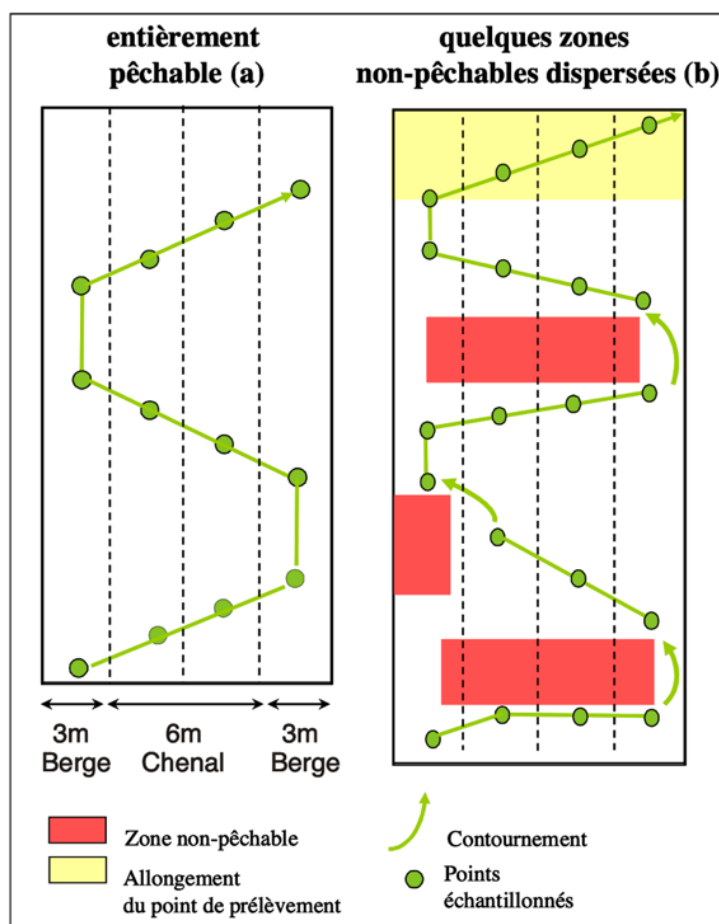 entièrement
pêchable (a)
quelques zones
non-pêchables dispersées (b)
3m
6m
3m
Berge
Chenal
Berge
Zone non-pêchable
Contournement
Allongement
du point de prélèvement
Points
échantillonnés